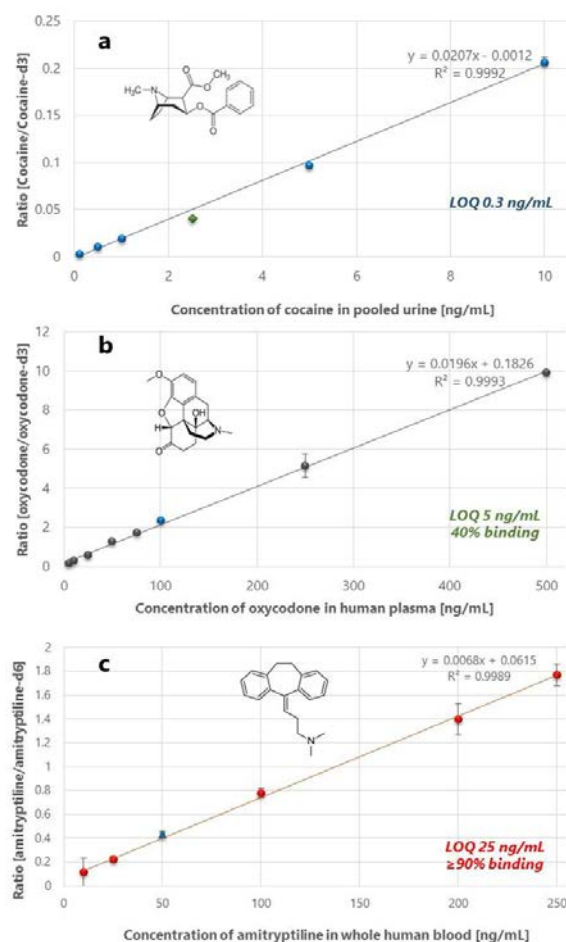 a
Ratio [Cocaine/Cocaine-d3]
0.25
0.2
0.15
0.1
0.05
0
y = 0.0207x - 0.0012
R² = 0.9992
H₃C
N
O
OCH₃
O
O
LOQ 0.3 ng/mL
0 2 4 6 8 10
Concentration of cocaine in pooled urine [ng/mL]
b
Ratio [oxycodone/oxycodone-d3]
12
10
8
6
4
2
0
y = 0.0196x + 0.1826
R² = 0.9993
O
O
OH
H
N
O
LOQ 5 ng/mL
40% binding
0 100 200 300 400 500
Concentration of oxycodone in human plasma [ng/mL]
c
Ratio [amitryptiline/amitryptiline-d6]
2
1.8
1.6
1.4
1.2
1
0.8
0.6
0.4
0.2
0
y = 0.0068x + 0.0615
R² = 0.9989
N
LOQ 25 ng/mL
≥90% binding
0 50 100 150 200 250
Concentration of amitryptiline in whole human blood [ng/mL]